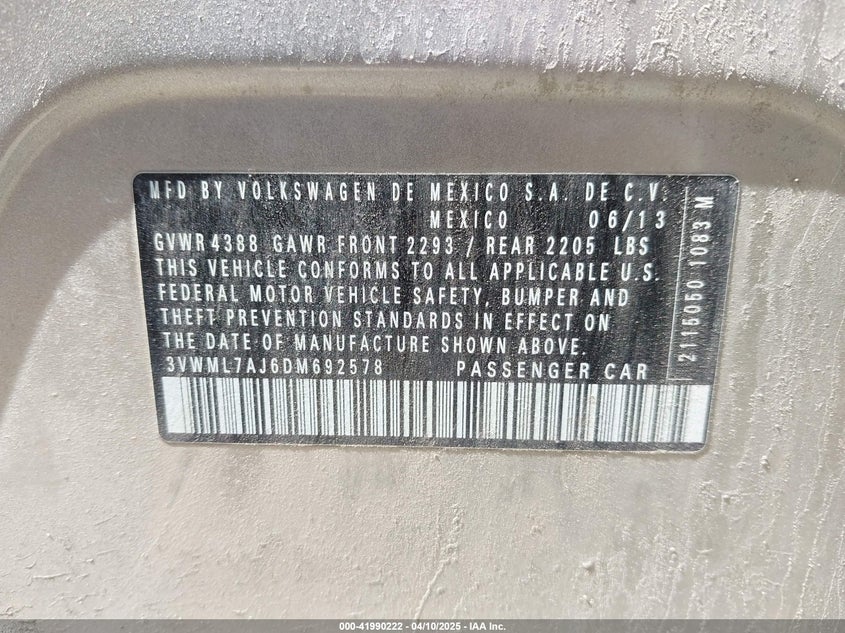 MFD BY VOLKSWAGEN DE MEXICO S.A. DE C.V.
MEXICO 06/13
GVWR 4388 GAWR FRONT 2293 / REAR 2205 LBS
THIS VEHICLE CONFORMS TO ALL APPLICABLE U.S.
FEDERAL MOTOR VEHICLE SAFETY, BUMPER AND
THEFT PREVENTION STANDARDS IN EFFECT ON
THE DATE OF MANUFACTURE SHOWN ABOVE.
3VWML7AJ6DM692578 PASSENGER CAR
2115050 1083 M
000-41990222 - 04/10/2025 - IAA Inc.